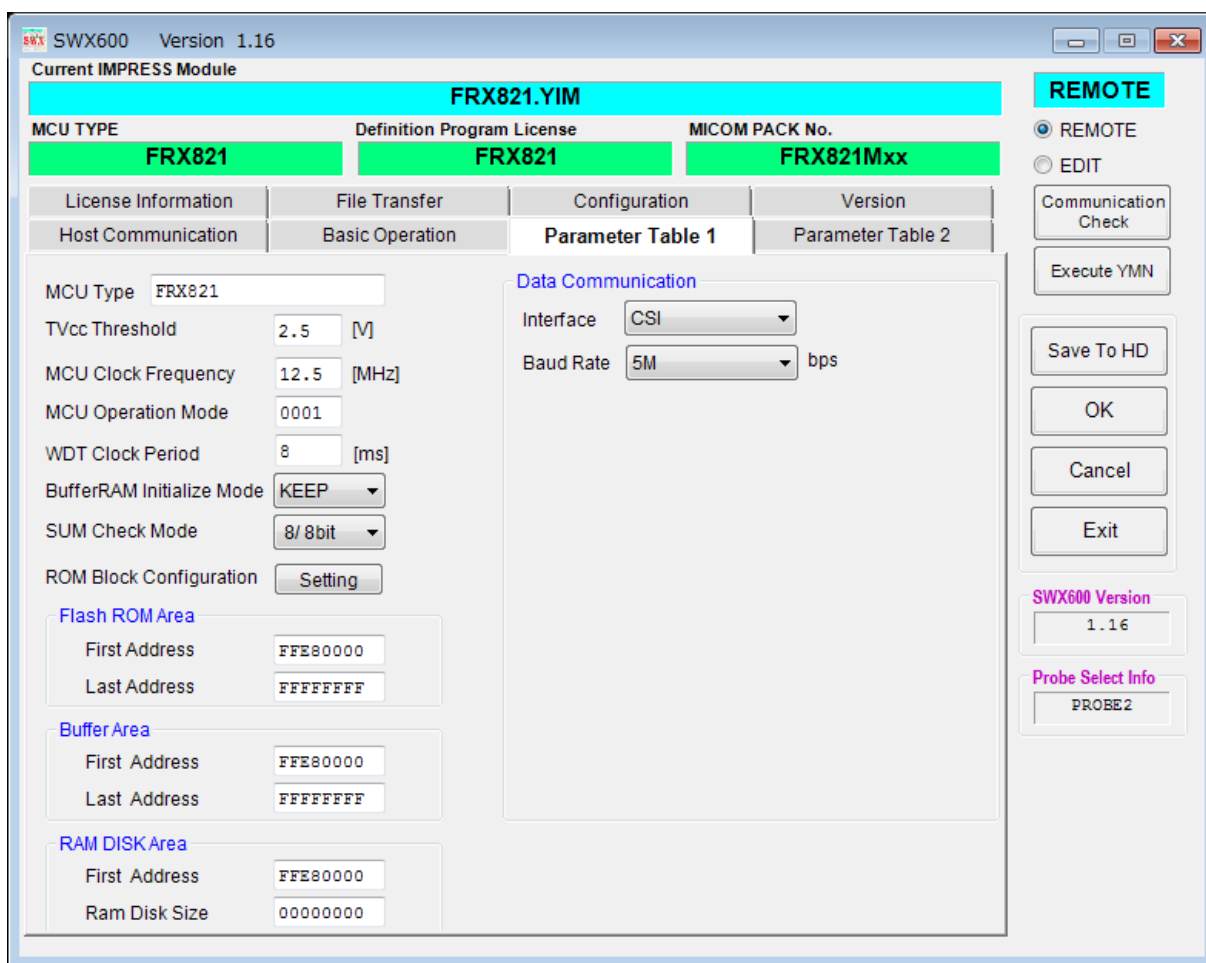 SWX600 Version 1.16
Current IMPRESS Module
FRX821.YIM
MCU TYPE
Definition Program License
MICOM PACK No.
FRX821
FRX821
FRX821Mxx
License Information
File Transfer
Configuration
Version
Host Communication
Basic Operation
Parameter Table 1
Parameter Table 2
MCU Type FRX821
TVcc Threshold 2.5 [V]
MCU Clock Frequency 12.5 [MHz]
MCU Operation Mode 0001
WDT Clock Period 8 [ms]
BufferRAM Initialize Mode KEEP
SUM Check Mode 8/ 8bit
ROM Block Configuration Setting
Flash ROM Area
First Address FFE80000
Last Address FFFFFFFF
Buffer Area
First Address FFE80000
Last Address FFFFFFFF
RAM DISK Area
First Address FFE80000
Ram Disk Size 00000000
Data Communication
Interface CSI
Baud Rate 5M bps
REMOTE
REMOTE
EDIT
Communication
Check
Execute YMN
Save To HD
OK
Cancel
Exit
SWX600 Version
1.16
Probe Select Info
PROBE2